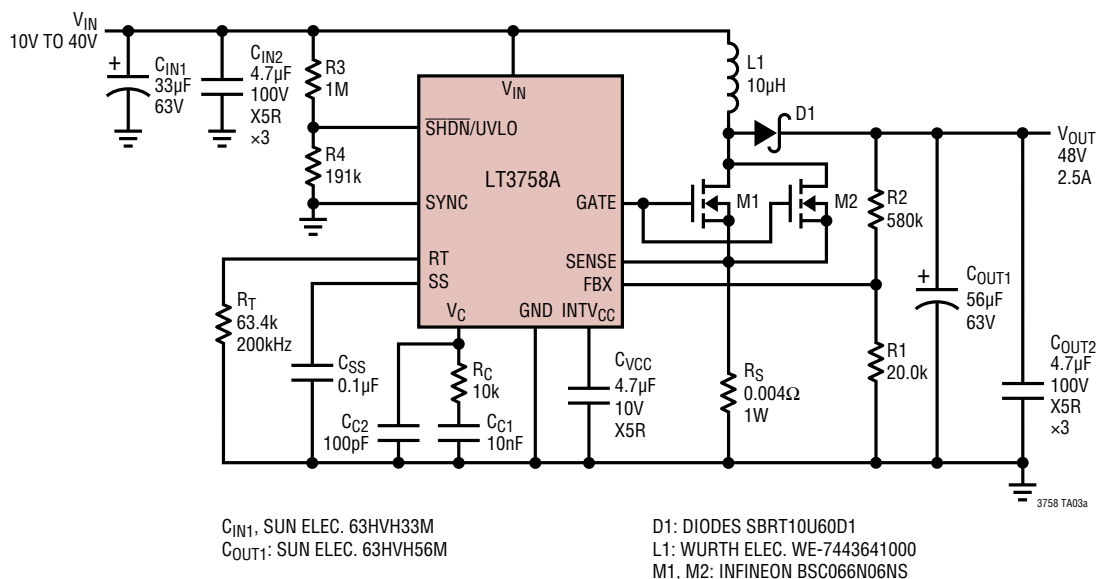 VIN
10V TO 40V
CIN1
33µF
63V
CIN2
4.7µF
100V
X5R
×3
R3
1M
R4
191k
VIN
SHDN/UVLO
LT3758A
SYNC
GATE
RT
SENSE
SS
FBX
VC
GND
INTVCC
L1
10µH
D1
M1
M2
R2
580k
VOUT
48V
2.5A
+
+
COUT1
56µF
63V
COUT2
4.7µF
100V
X5R
×3
R1
20.0k
RT
63.4k
200kHz
CSS
0.1µF
RC
10k
CC2
100pF
CC1
10nF
CVCC
4.7µF
10V
X5R
RS
0.004Ω
1W
3758 TA03a
CIN1, SUN ELEC. 63HVH33M
COUT1: SUN ELEC. 63HVH56M
D1: DIODES SBRT10U60D1
L1: WURTH ELEC. WE-7443641000
M1, M2: INFINEON BSC066N06NS